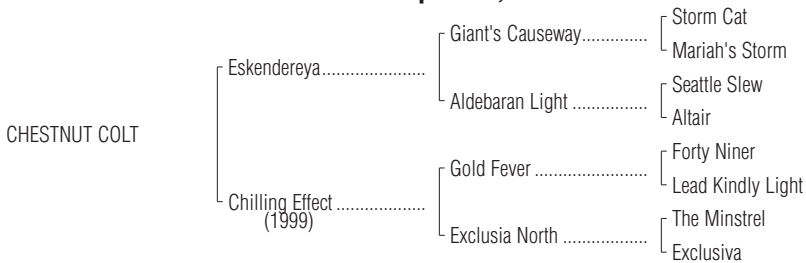 Storm Cat
Giant's Causeway..............
Mariah's Storm
Eskendereya......................
Seattle Slew
Aldebaran Light ................
Altair
CHESTNUT COLT
Forty Niner
Gold Fever ........................
Lead Kindly Light
Chilling Effect ...................
(1999)
The Minstrel
Exclusia North ..................
Exclusiva